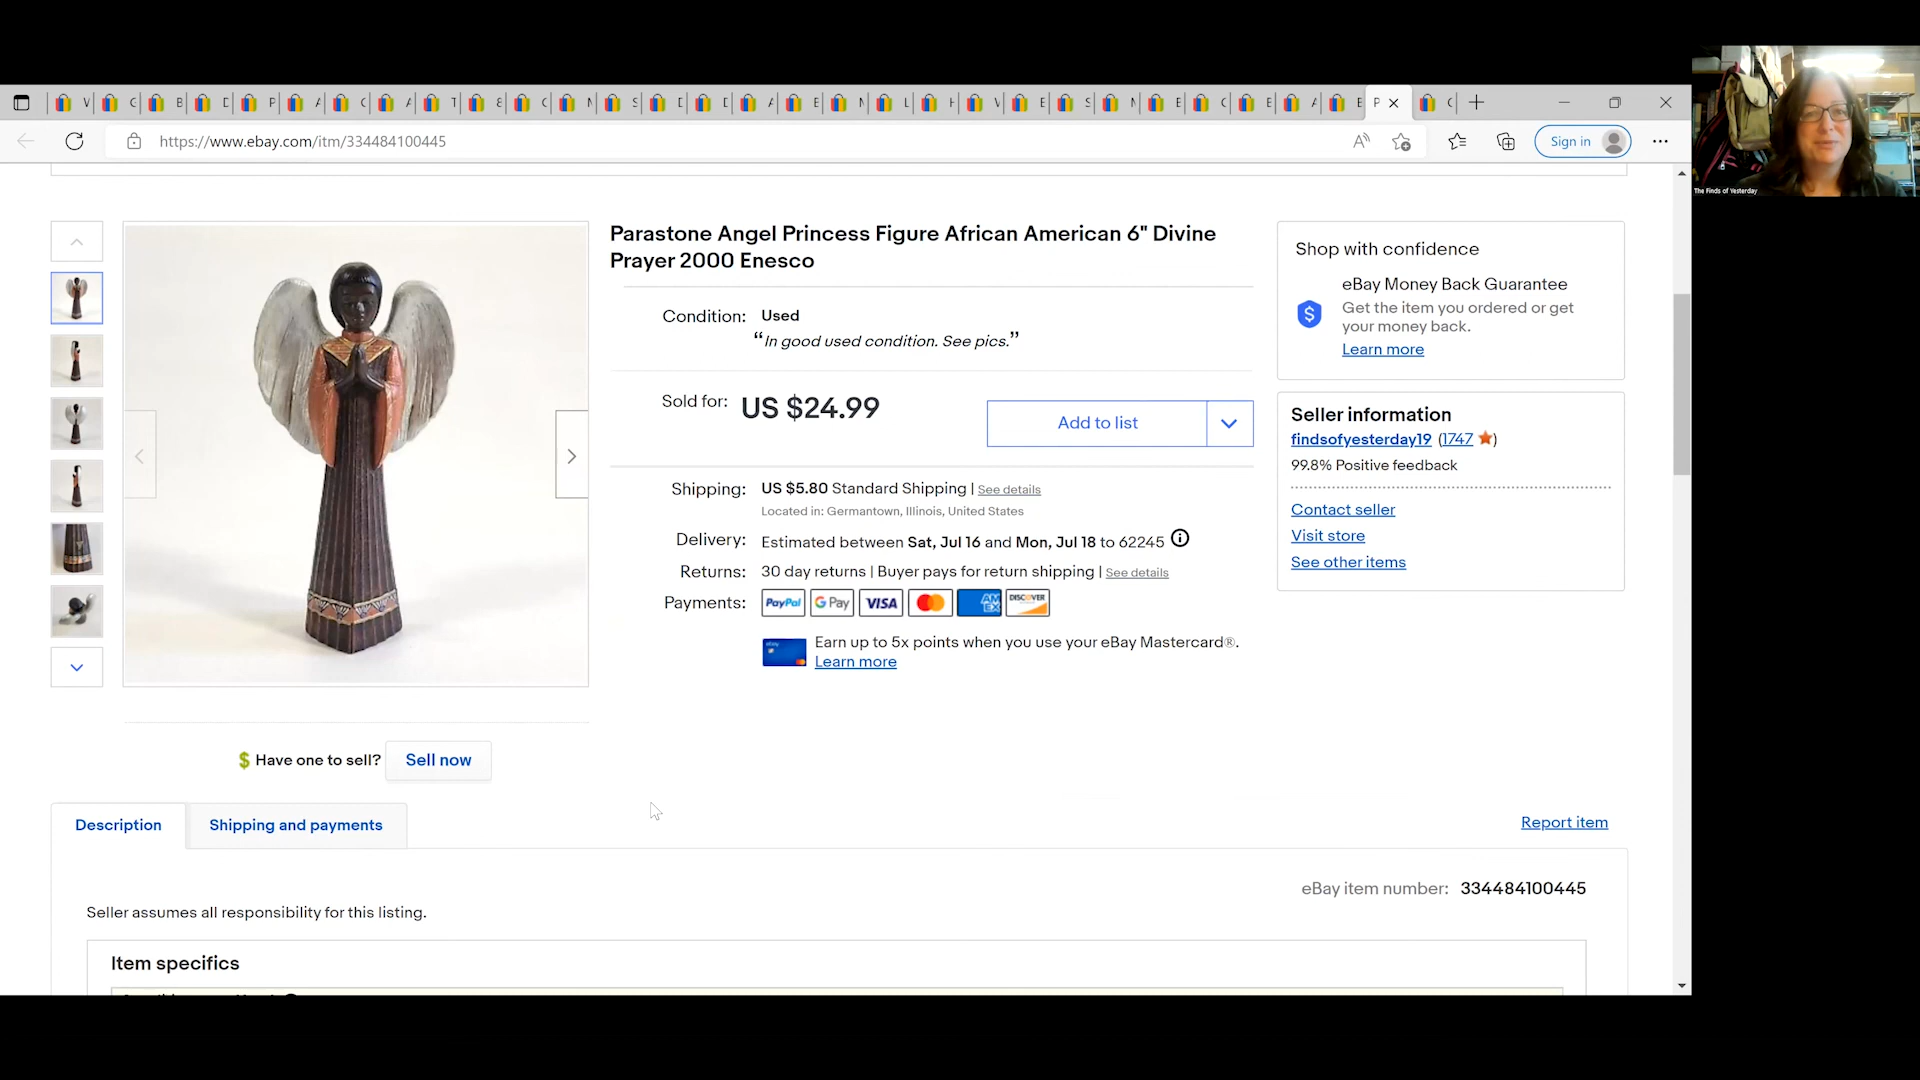 https://www.ebay.com/itm/334484100445
Sign in
The Finds of Yesterday
Parastone Angel Princess Figure African American 6" Divine
Prayer 2000 Enesco
Condition: Used
“In good used condition. See pics.”
Sold for: US $24.99
Add to list
Shipping: US $5.80 Standard Shipping | See details
Located in: Germantown, Illinois, United States
Delivery: Estimated between Sat, Jul 16 and Mon, Jul 18 to 62245
Returns: 30 day returns | Buyer pays for return shipping | See details
Payments: PayPal G Pay VISA AMEX DISCOVER
Earn up to 5x points when you use your eBay Mastercard®.
Learn more
Shop with confidence
eBay Money Back Guarantee
Get the item you ordered or get
your money back.
Learn more
Seller information
findsofyesterday19 (1747)
99.8% Positive feedback
Contact seller
Visit store
See other items
Have one to sell? Sell now
Description
Shipping and payments
Report item
eBay item number: 334484100445
Seller assumes all responsibility for this listing.
Item specifics